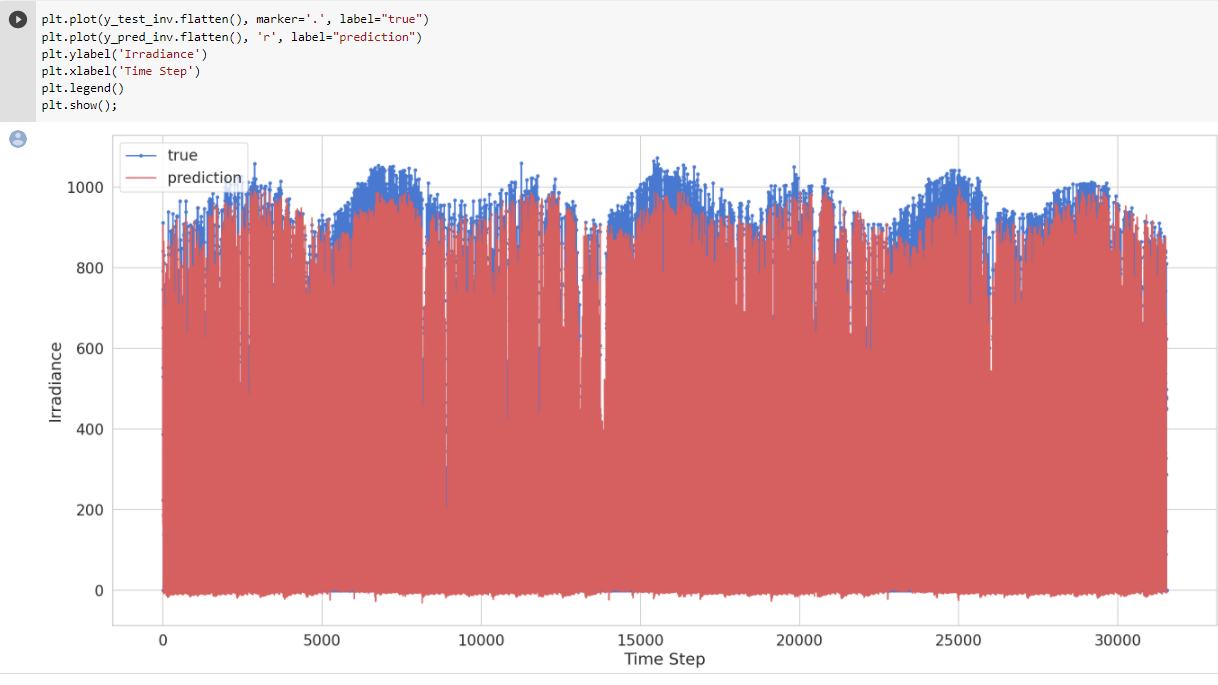 plt.plot(y_test_inv.flatten(), marker='.', label="true")
plt.plot(y_pred_inv.flatten(), 'r', label="prediction")
plt.ylabel('Irradiance')
plt.xlabel('Time Step')
plt.legend()
plt.show();
true
prediction
1000
800
600
400
200
0
Irradiance
0 5000 10000 15000 20000 25000 30000
Time Step